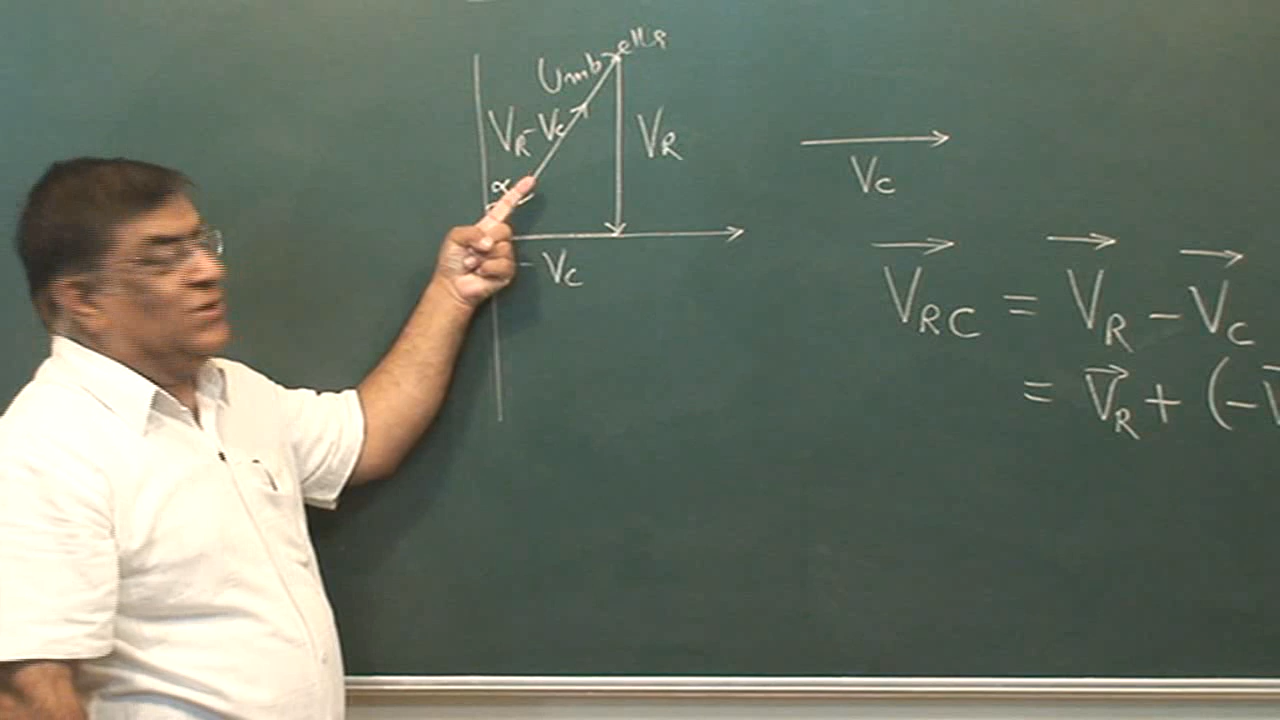 Umbrella
V_R - V_C
V_R
α
- V_C
V_C
V_RC = V_R - V_C
= V_R + (- V